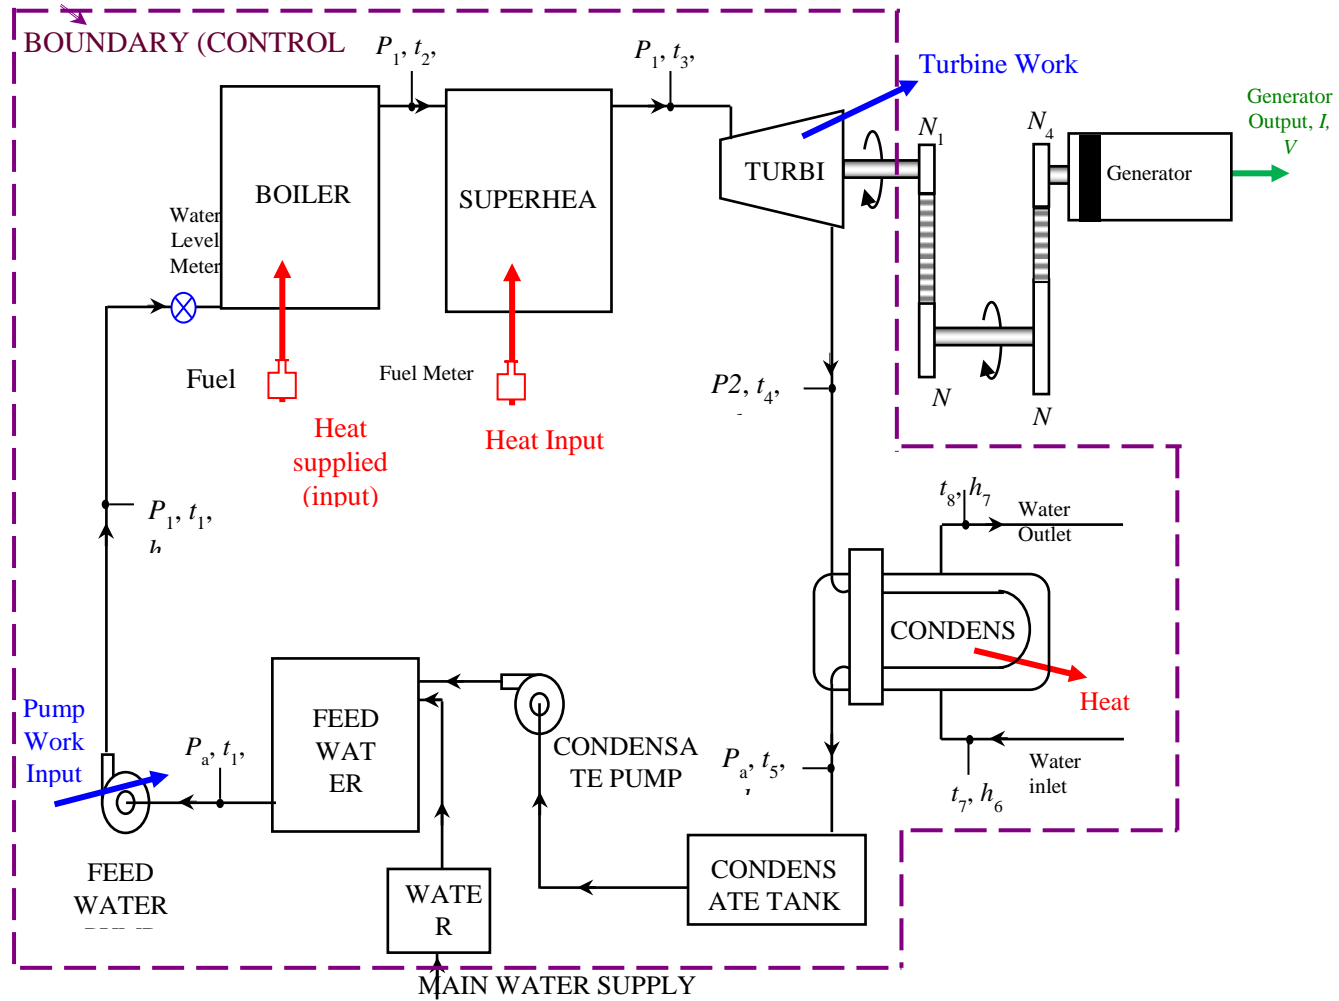 BOUNDARY (CONTROL
P1, t2,
P1, t3,
Turbine Work
Generator
Output, I,
V
N1
N4
Generator
TURBI
BOILER
SUPERHEA
Water
Level
Meter
Fuel
Fuel Meter
Heat
supplied
(input)
Heat Input
P2, t4,
N
N
P1, t1,
t8, h7
Water
Outlet
CONDENS
Heat
Pump
Work
Input
Pa, t1,
FEED
WAT
ER
CONDENSA
TE PUMP
Pa, t5,
Water
inlet
t7, h6
FEED
WATER
WATE
R
CONDENS
ATE TANK
MAIN WATER SUPPLY